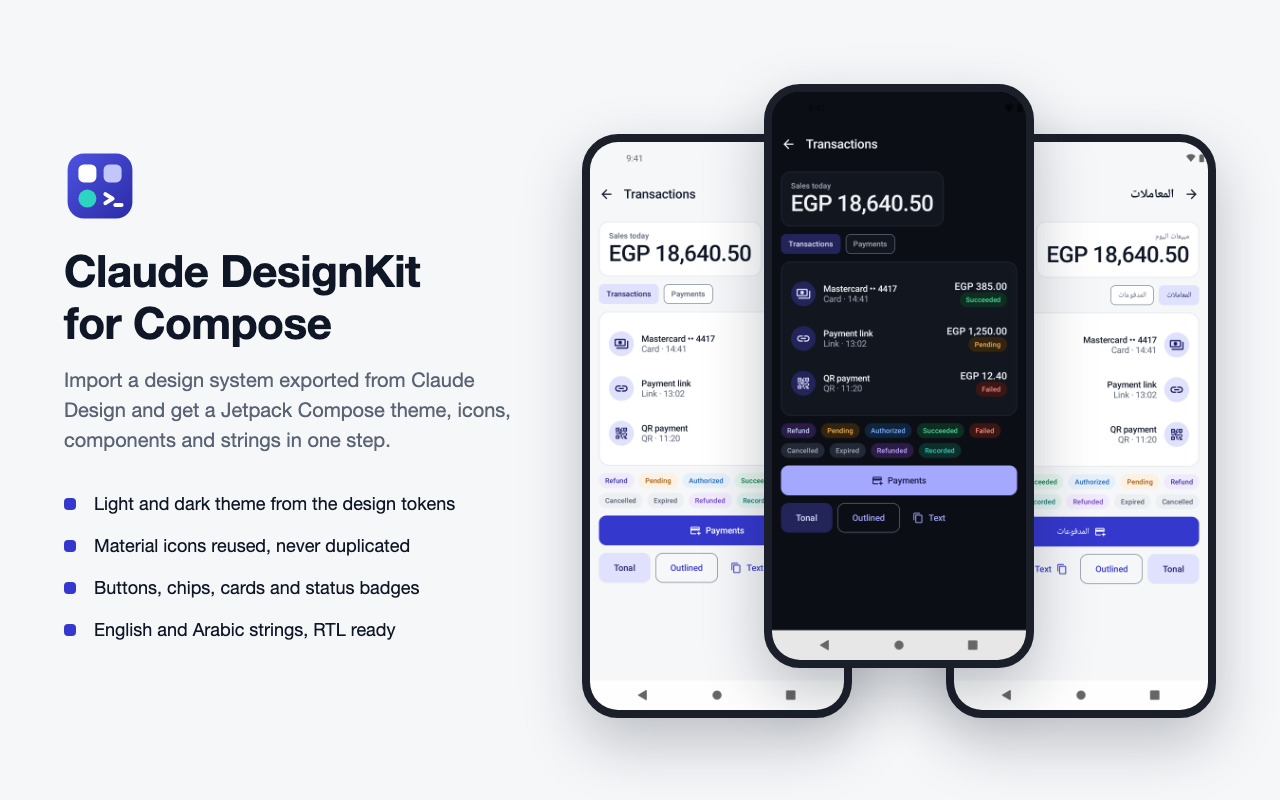 Claude DesignKit
for Compose
Import a design system exported from Claude
Design and get a Jetpack Compose theme, icons,
components and strings in one step.
Light and dark theme from the design tokens
Material icons reused, never duplicated
Buttons, chips, cards and status badges
English and Arabic strings, RTL ready
9:41
Transactions
Sales today
EGP 18,640.50
Transactions Payments
Mastercard •• 4417
Card · 14:41
Payment link
Link · 13:02
QR payment
QR · 11:20
Refund Pending Authorized
Cancelled Expired Refunded
Payments
Tonal Outlined Text
9:41
Transactions
Sales today
EGP 18,640.50
Transactions Payments
Mastercard •• 4417 EGP 385.00
Card · 14:41 Succeeded
Payment link EGP 1,250.00
Link · 13:02 Pending
QR payment EGP 12.40
QR · 11:20 Failed
Refund Pending Authorized Succeeded Failed
Cancelled Expired Refunded Recorded
Payments
Tonal Outlined Text
المعاملات
مبيعات اليوم
EGP 18,640.50
المعاملات المدفوعات
Mastercard •• 4417
Card · 14:41
Payment link
Link · 13:02
QR payment
QR · 11:20
Failed Authorized Pending Refund
Refunded Expired Cancelled
المدفوعات
Text Outlined Tonal